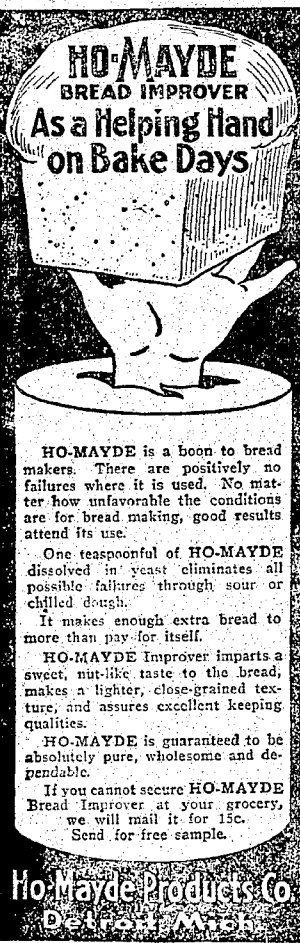 HO-MAYDE
BREAD IMPROVER
As a Helping Hand
on Bake Days
HO-MAYDE is a boon to bread
makers. There are positively no
failures where it is used. No mat-
ter how unfavorable the conditions
are for bread making, good results
attend its use.
One teaspoonful of HO-MAYDE
dissolved in yeast eliminates all
possible failures through sour or
chilled dough.
It makes enough extra bread to
more than pay for itself.
HO-MAYDE Improver imparts a
sweet, nut-like taste to the bread,
makes a lighter, close-grained tex-
ture, and assures excellent keeping
qualities.
HO-MAYDE is guaranteed to be
absolutely pure, wholesome and de-
pendable.
If you cannot secure HO-MAYDE
Bread Improver at your grocery,
we will mail it for 15c.
Send for free sample.
Ho-Mayde Products Co.
Detroit, Mich.